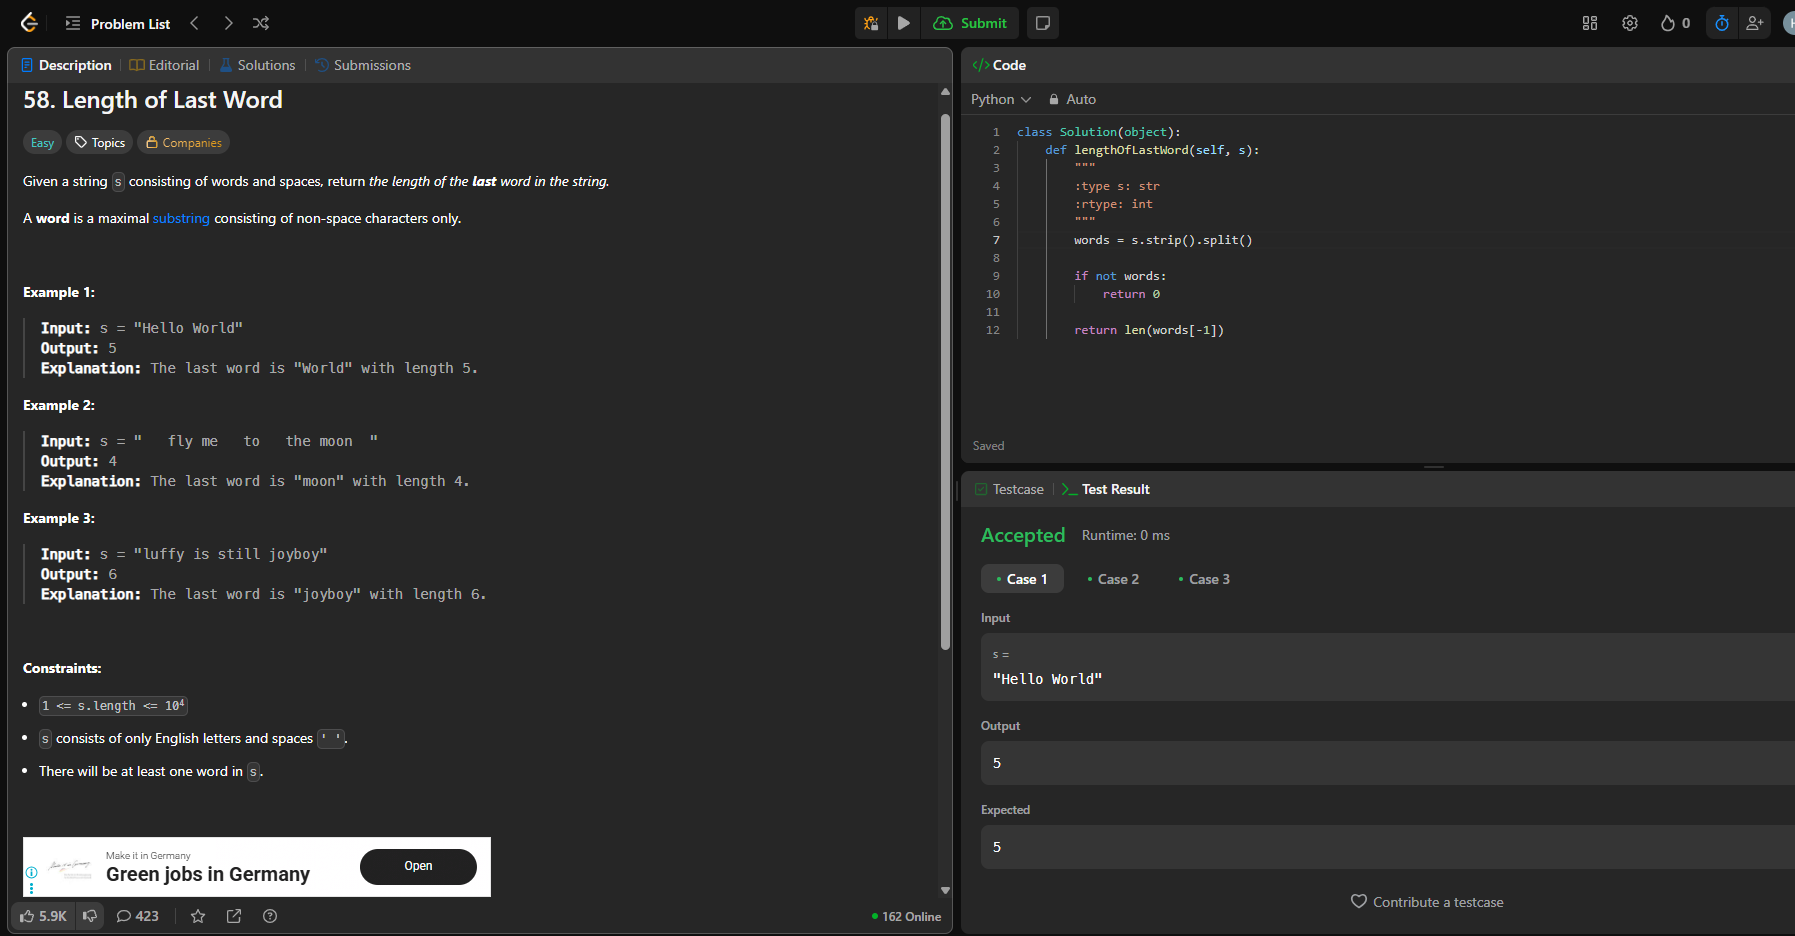 Problem List
Submit
0
H
Description
Editorial
Solutions
Submissions
58. Length of Last Word
Easy
Topics
Companies
Given a string s consisting of words and spaces, return the length of the last word in the string.
A word is a maximal substring consisting of non-space characters only.
Example 1:
Input: s = "Hello World"
Output: 5
Explanation: The last word is "World" with length 5.
Example 2:
Input: s = "   fly me   to   the moon  "
Output: 4
Explanation: The last word is "moon" with length 4.
Example 3:
Input: s = "luffy is still joyboy"
Output: 6
Explanation: The last word is "joyboy" with length 6.
Constraints:
1 <= s.length <= 10⁴
s consists of only English letters and spaces ' '.
There will be at least one word in s.
Make it in Germany
Green jobs in Germany
Open
5.9K
423
162 Online
</> Code
Python
Auto
1 class Solution(object):
2     def lengthOfLastWord(self, s):
3         """
4         :type s: str
5         :rtype: int
6         """
7         words = s.strip().split()
8
9         if not words:
10             return 0
11
12         return len(words[-1])
Saved
Testcase
>_ Test Result
Accepted
Runtime: 0 ms
Case 1
Case 2
Case 3
Input
s =
"Hello World"
Output
5
Expected
5
Contribute a testcase